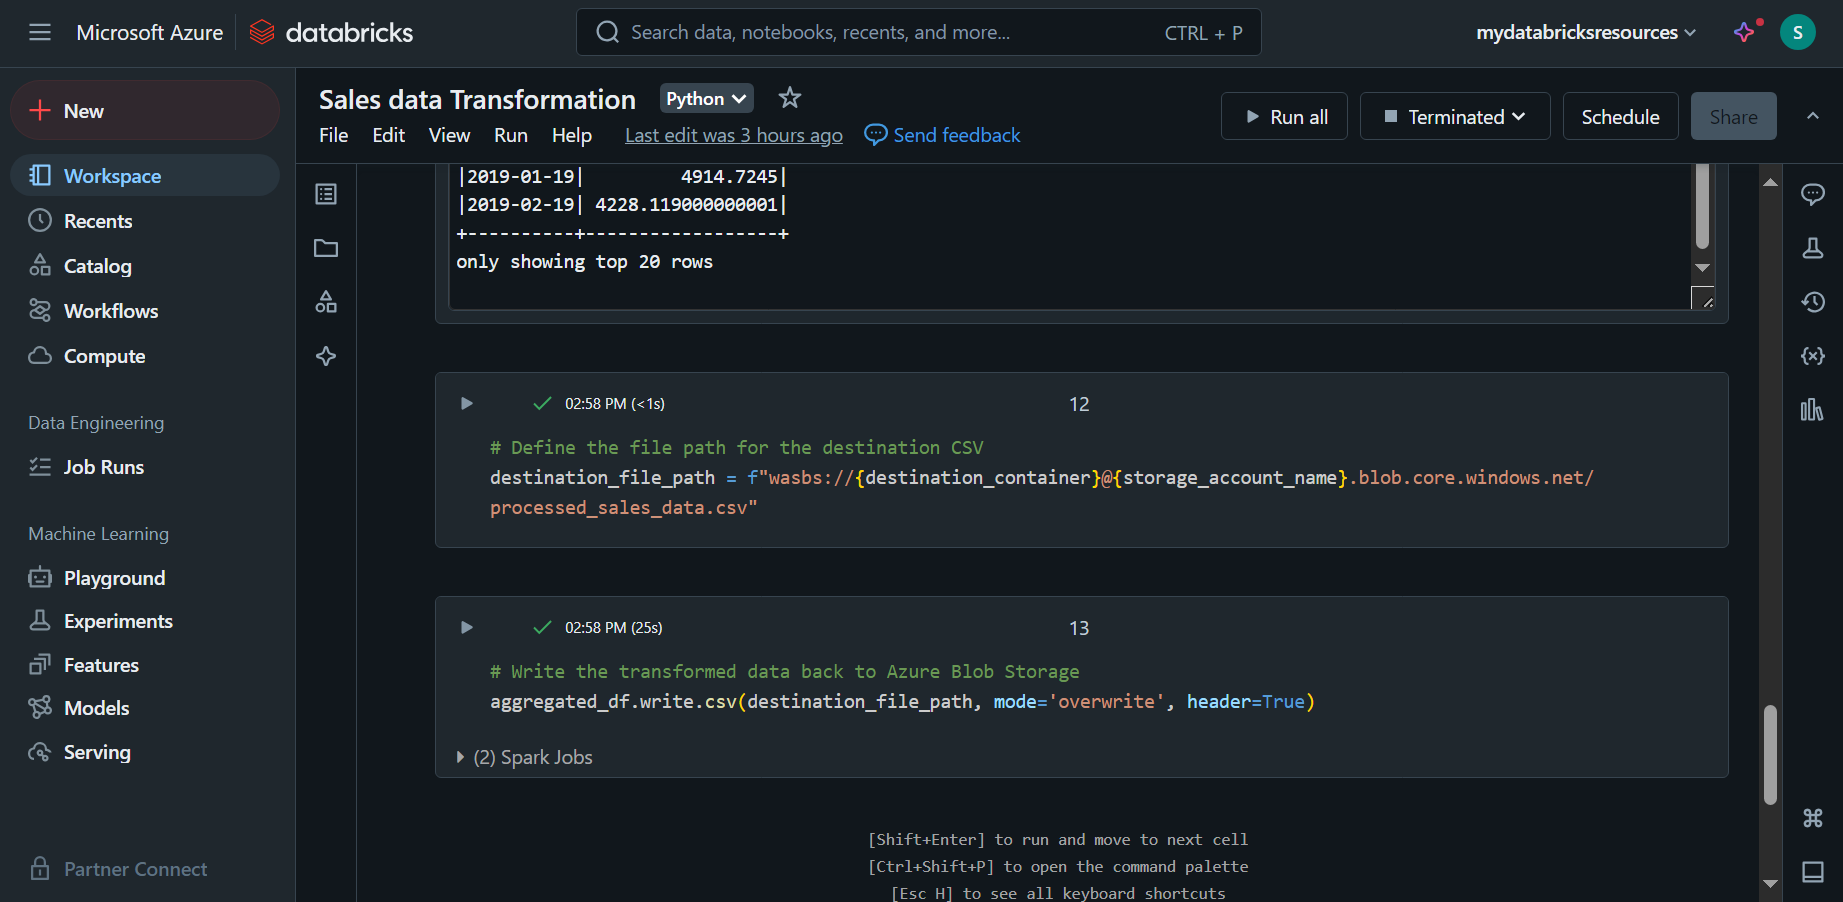 Microsoft Azure databricks Search data, notebooks, recents, and more... CTRL + P mydatabricksresources S
New
Workspace
Recents
Catalog
Workflows
Compute
Data Engineering
Job Runs
Machine Learning
Playground
Experiments
Features
Models
Serving
Partner Connect
Sales data Transformation Python
File Edit View Run Help Last edit was 3 hours ago Send feedback
Run all Terminated Schedule Share
|2019-01-19|         4914.7245|
|2019-02-19| 4228.119000000001|
+----------+------------------+
only showing top 20 rows
02:58 PM (<1s) 12
# Define the file path for the destination CSV
destination_file_path = f"wasbs://{destination_container}@{storage_account_name}.blob.core.windows.net/
processed_sales_data.csv"
02:58 PM (25s) 13
# Write the transformed data back to Azure Blob Storage
aggregated_df.write.csv(destination_file_path, mode='overwrite', header=True)
(2) Spark Jobs
[Shift+Enter] to run and move to next cell
[Ctrl+Shift+P] to open the command palette
[Esc H] to see all keyboard shortcuts